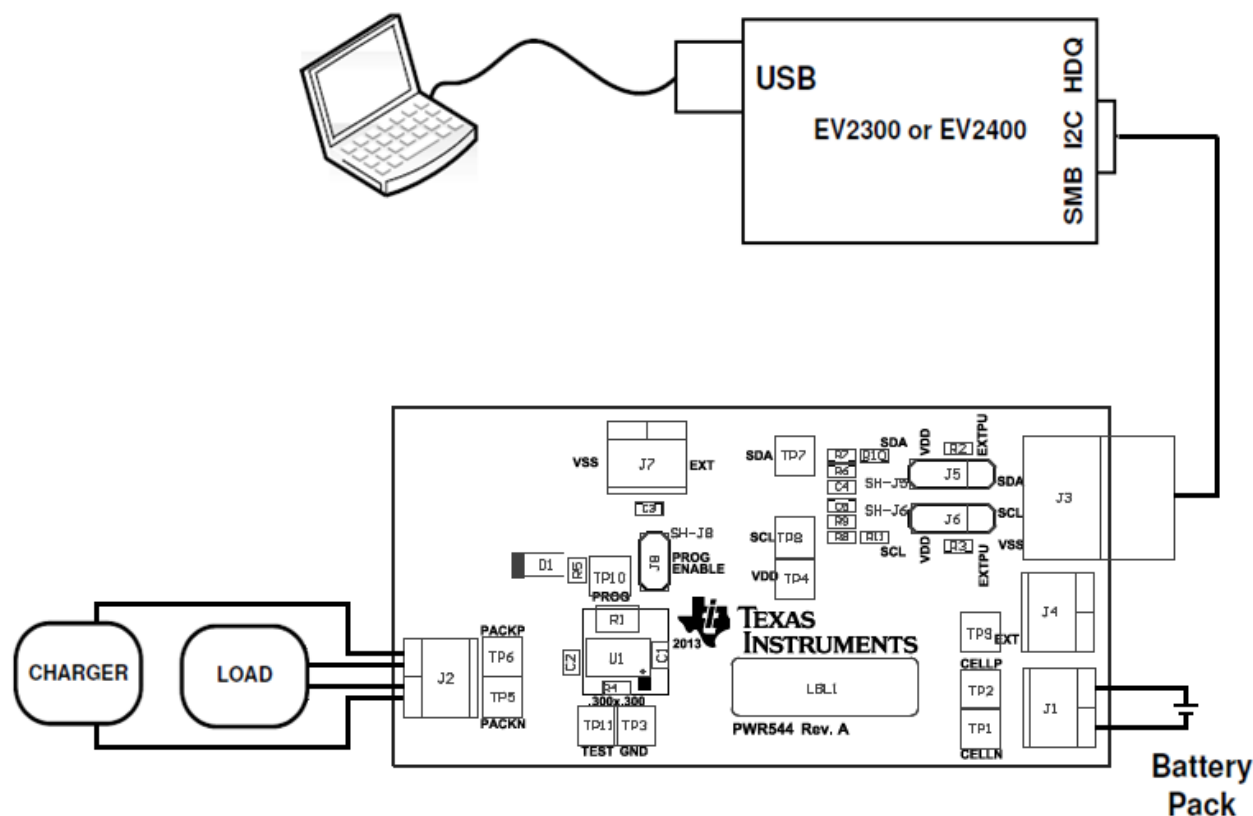 USB
HDQ
I2C
SMB
EV2300 or EV2400
VSS
J7
EXT
C3
SH-J8
J8
PROG
ENABLE
D1
R5
TP10
PROG
SDA
TP7
R7
R10
SDA
R6
C4
SH-J5
VDD
R2
EXTPU
J5
SDA
SH-J6
J6
SCL
R9
R8
R11
SCL
VDD
R3
EXTPU
VSS
J3
SCL
TP8
VDD
TP4
R1
2013
TEXAS
INSTRUMENTS
C2
U1
C1
R4
.300x.300
TP11
TP3
TEST
GND
LBL1
PWR544 Rev. A
TP9
EXT
J4
CELLP
TP2
J1
TP1
CELLN
PACKP
TP6
J2
TP5
PACKN
CHARGER
LOAD
Battery
Pack